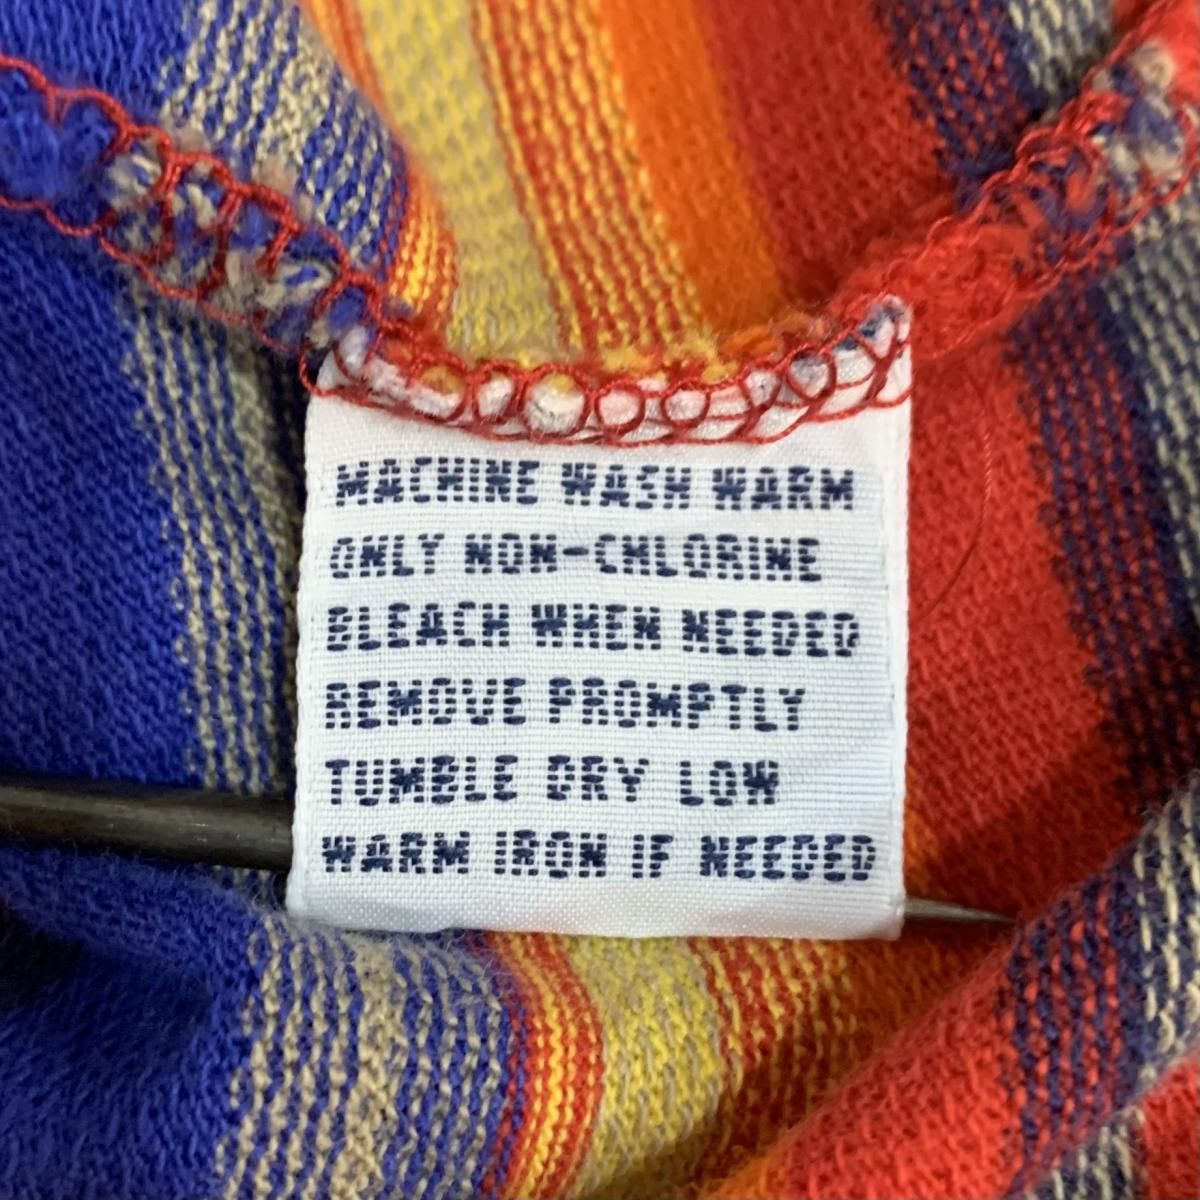 MACHINE WASH WARM
ONLY NON-CHLORINE
BLEACH WHEN NEEDED
REMOVE PROMPTLY
TUMBLE DRY LOW
WARM IRON IF NEEDED